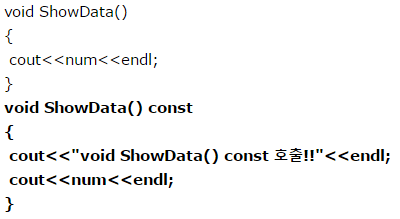 void ShowData()
{
cout<<num<<endl;
}
void ShowData() const
{
cout<<"void ShowData() const 호출!!"<<endl;
cout<<num<<endl;
}